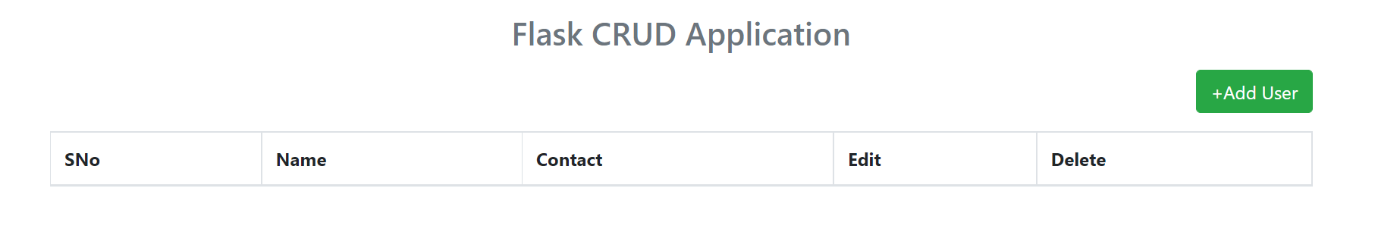 Flask CRUD Application
+Add User
SNo Name Contact Edit Delete